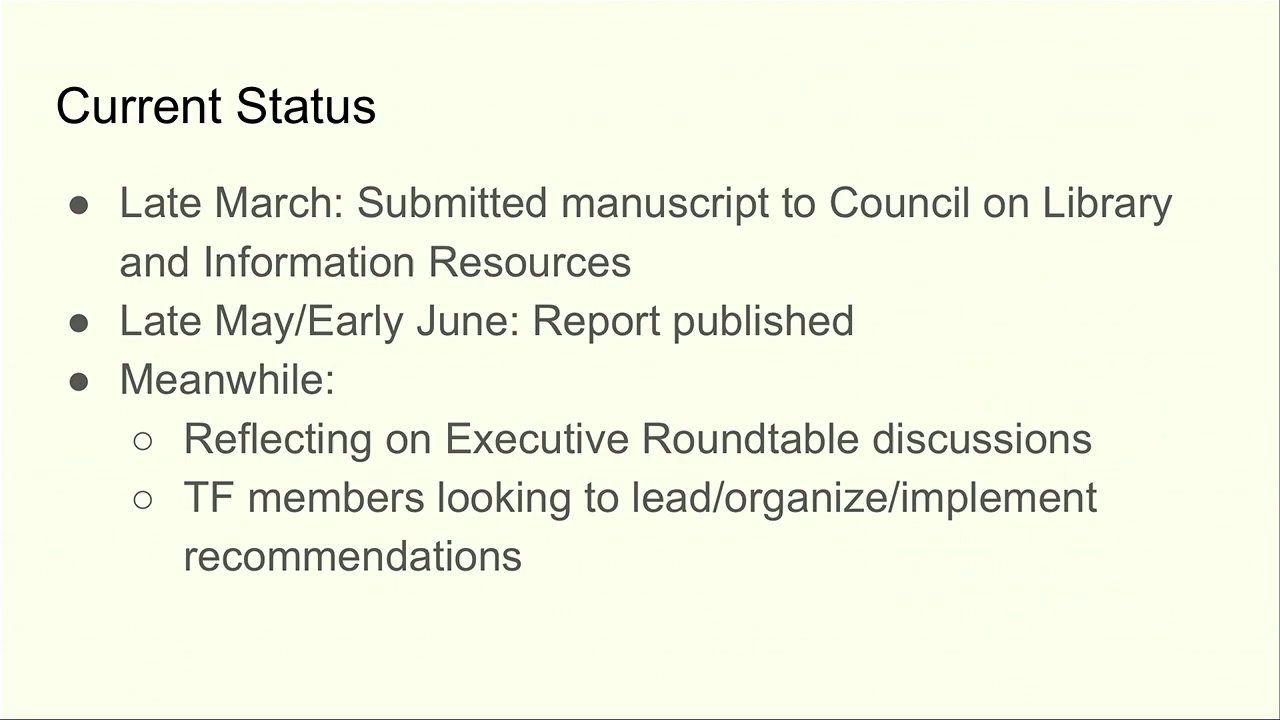 Current Status
● Late March: Submitted manuscript to Council on Library
and Information Resources
● Late May/Early June: Report published
● Meanwhile:
○ Reflecting on Executive Roundtable discussions
○ TF members looking to lead/organize/implement
recommendations